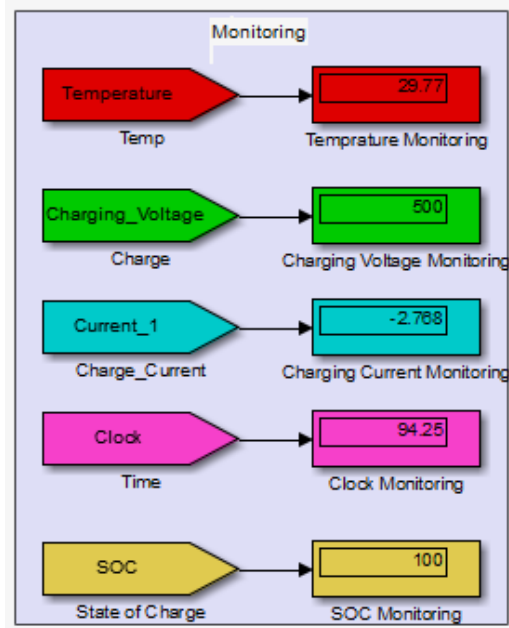 Monitoring
Temperature
29.77
Temp
Temprature Monitoring
Charging_Voltage
500
Charge
Charging Voltage Monitoring
Current_1
-2.768
Charge_Current
Charging Current Monitoring
Clock
94.25
Time
Clock Monitoring
SOC
100
State of Charge
SOC Monitoring